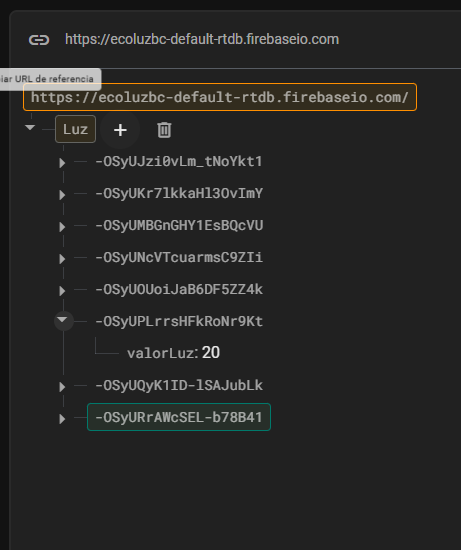 https://ecoluzbc-default-rtdb.firebaseio.com
iar URL de referencia
https://ecoluzbc-default-rtdb.firebaseio.com/
Luz
-OSyUJzi0vLm_tNoYkt1
-OSyUKr7lkkaHl3OvImY
-OSyUMBGnGHY1EsBQcVU
-OSyUNcVTcuarmsC9ZIi
-OSyUOUoiJaB6DF5ZZ4k
-OSyUPLrrsHFkRoNr9Kt
valorLuz: 20
-OSyUQyK1ID-lSAJubLk
-OSyURrAWcSEL-b78B41